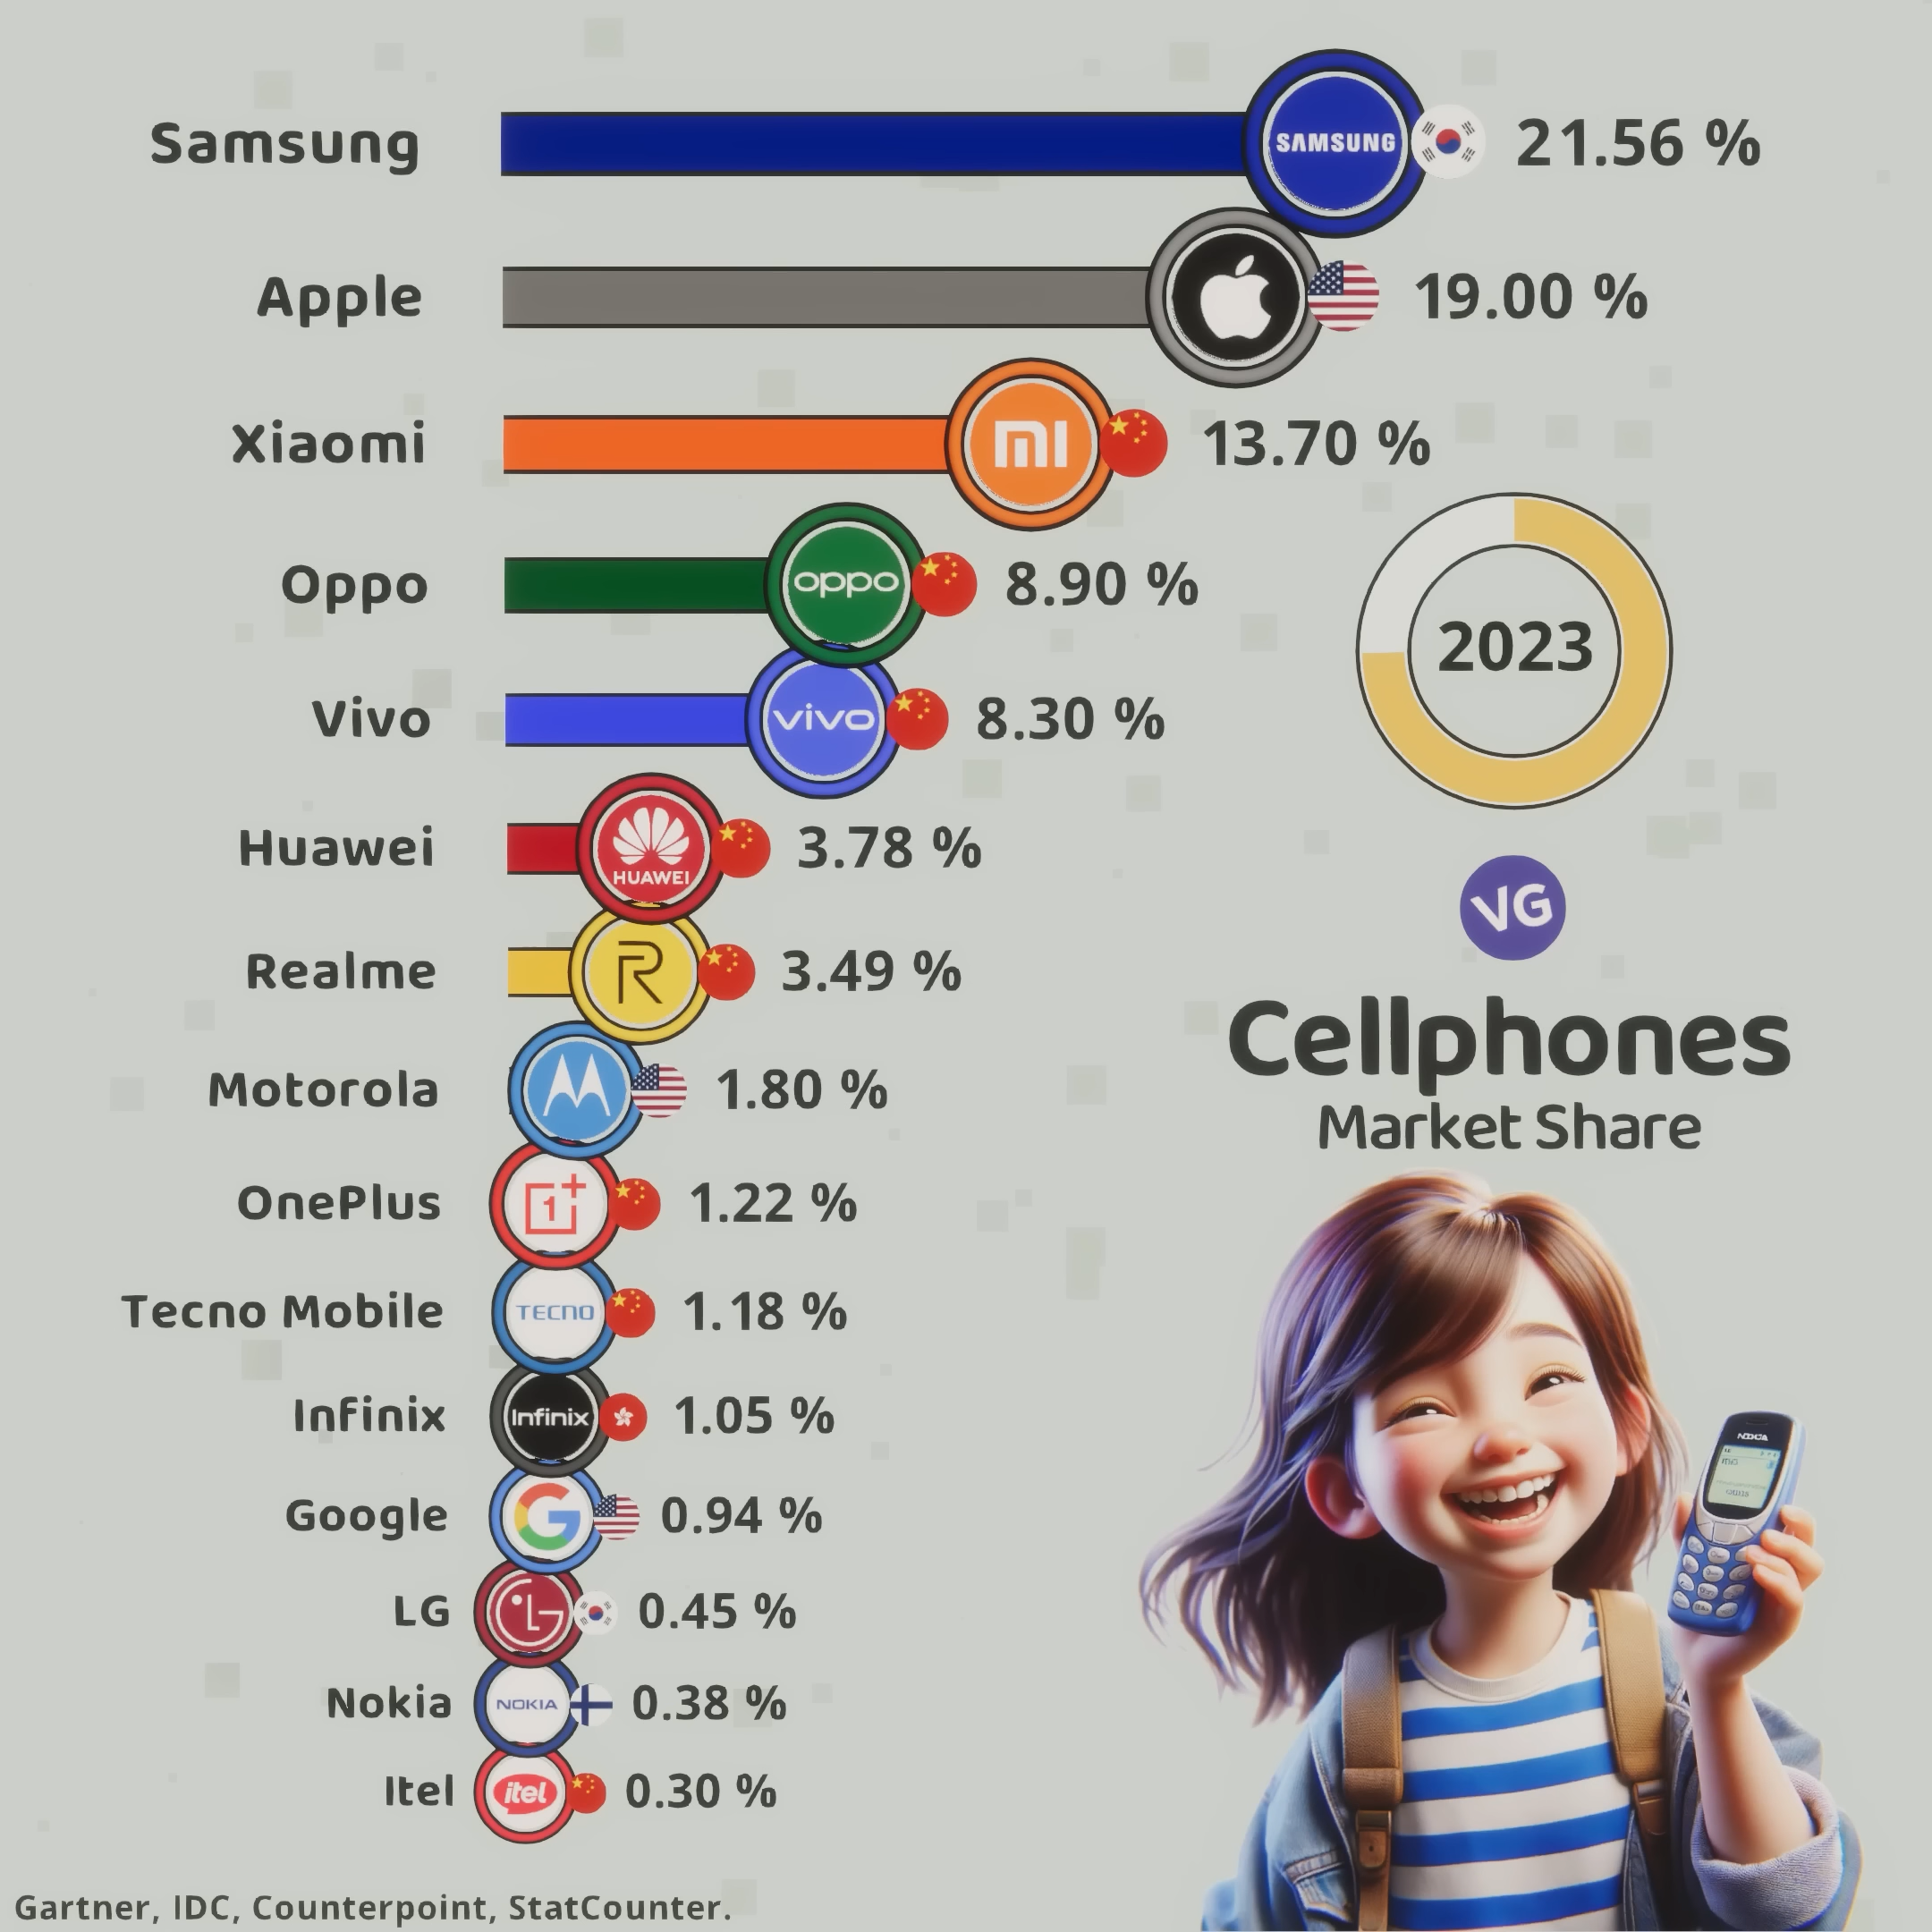 Samsung SAMSUNG 21.56 %
Apple 19.00 %
Xiaomi mi 13.70 %
Oppo oppo 8.90 %
Vivo vivo 8.30 %
Huawei HUAWEI 3.78 %
Realme R 3.49 %
Motorola 1.80 %
OnePlus 1+ 1.22 %
Tecno Mobile TECNO 1.18 %
Infinix Infinix 1.05 %
Google G 0.94 %
LG LG 0.45 %
Nokia NOKIA 0.38 %
Itel itel 0.30 %
2023
VG
Cellphones
Market Share
Gartner, IDC, Counterpoint, StatCounter.